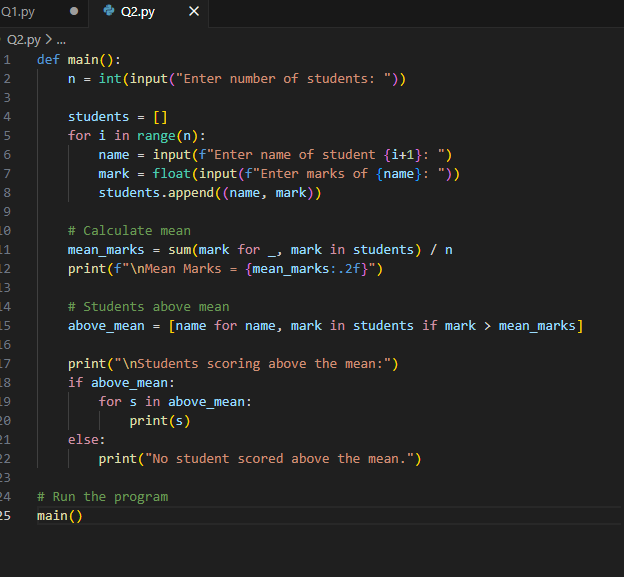 Q1.py Q2.py
Q2.py > ...
1 def main():
2     n = int(input("Enter number of students: "))
3
4     students = []
5     for i in range(n):
6         name = input(f"Enter name of student {i+1}: ")
7         mark = float(input(f"Enter marks of {name}: "))
8         students.append((name, mark))
9
10     # Calculate mean
11     mean_marks = sum(mark for _, mark in students) / n
12     print(f"\nMean Marks = {mean_marks:.2f}")
13
14     # Students above mean
15     above_mean = [name for name, mark in students if mark > mean_marks]
16
17     print("\nStudents scoring above the mean:")
18     if above_mean:
19         for s in above_mean:
20             print(s)
21     else:
22         print("No student scored above the mean.")
23
24 # Run the program
25 main()